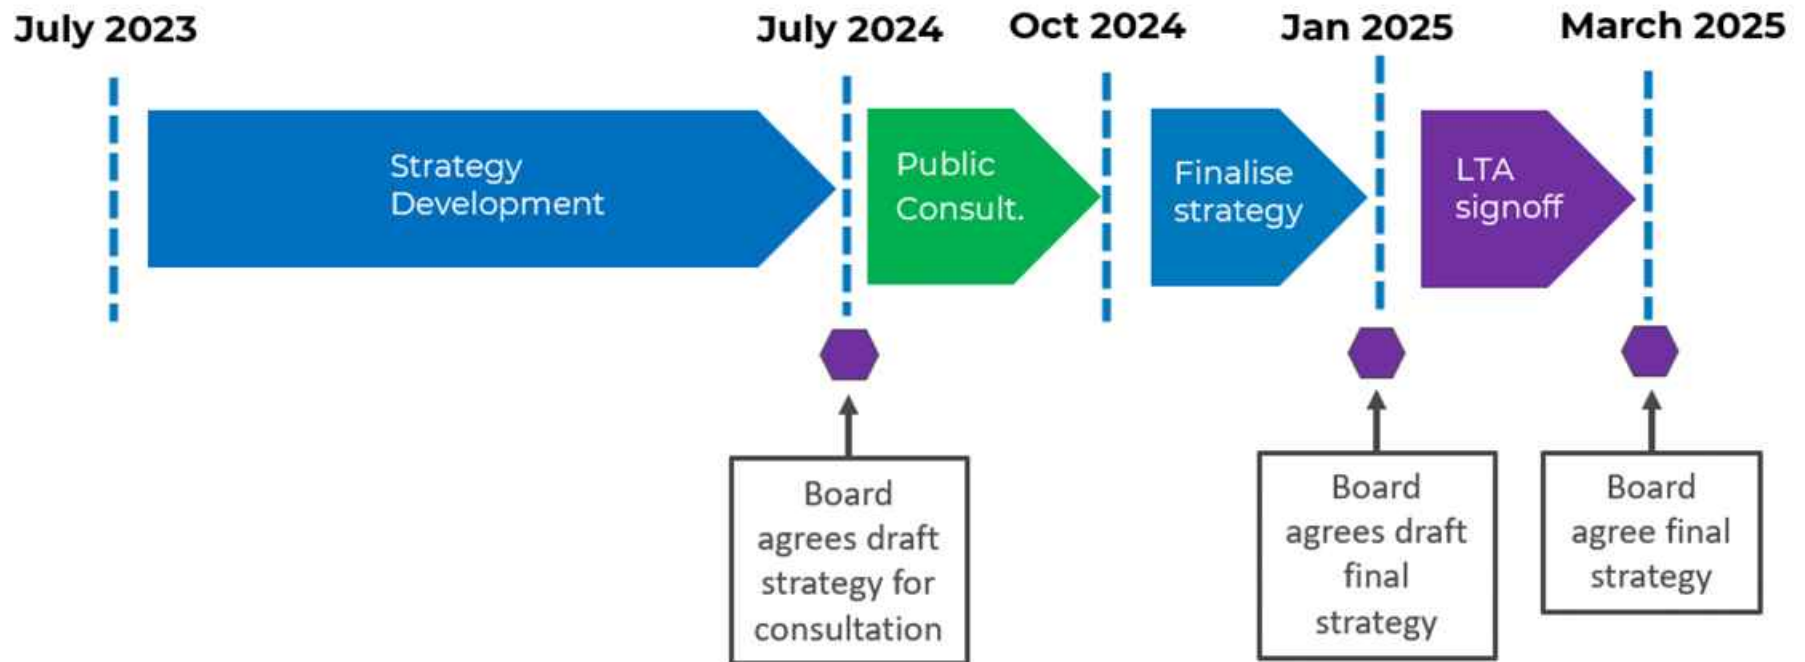 July 2023
July 2024
Oct 2024
Jan 2025
March 2025
Strategy
Development
Public
Consult.
Finalise
strategy
LTA
signoff
Board
agrees draft
strategy for
consultation
Board
agrees draft
final
strategy
Board
agree final
strategy